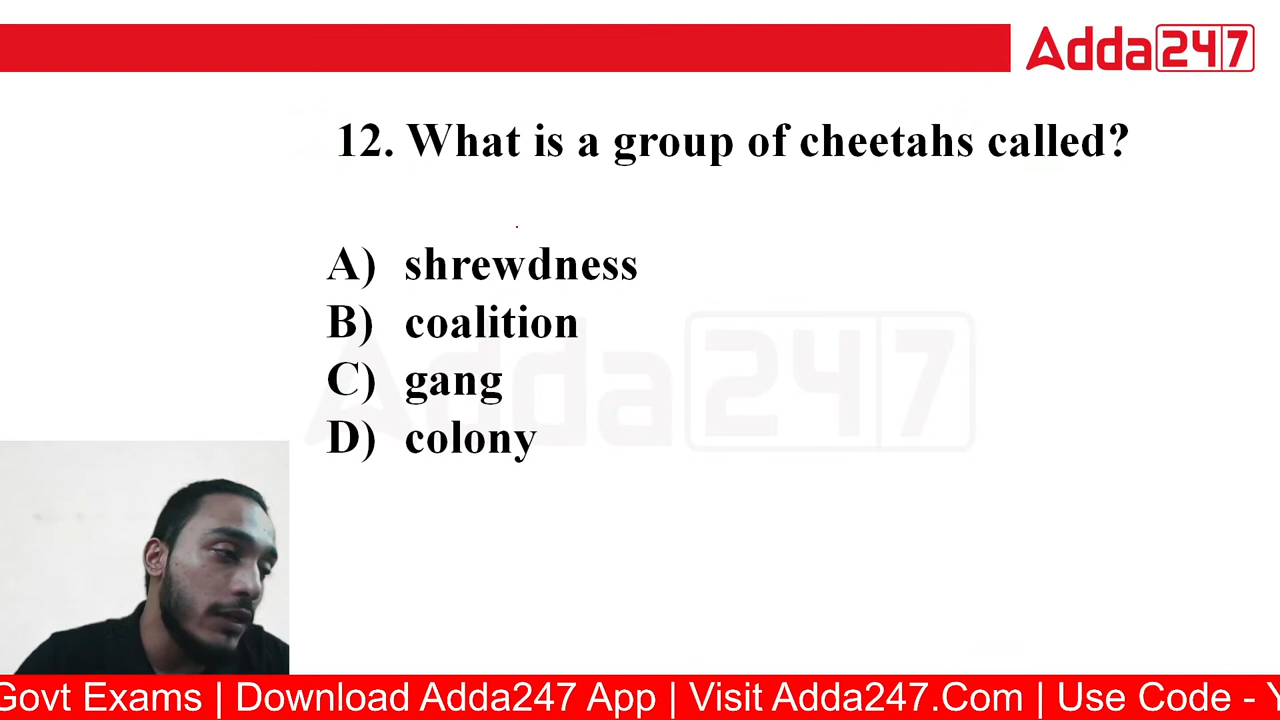 Adda247
12. What is a group of cheetahs called?
A) shrewdness
B) coalition
C) gang
D) colony
Adda247
Govt Exams | Download Adda247 App | Visit Adda247.Com | Use Code - Y